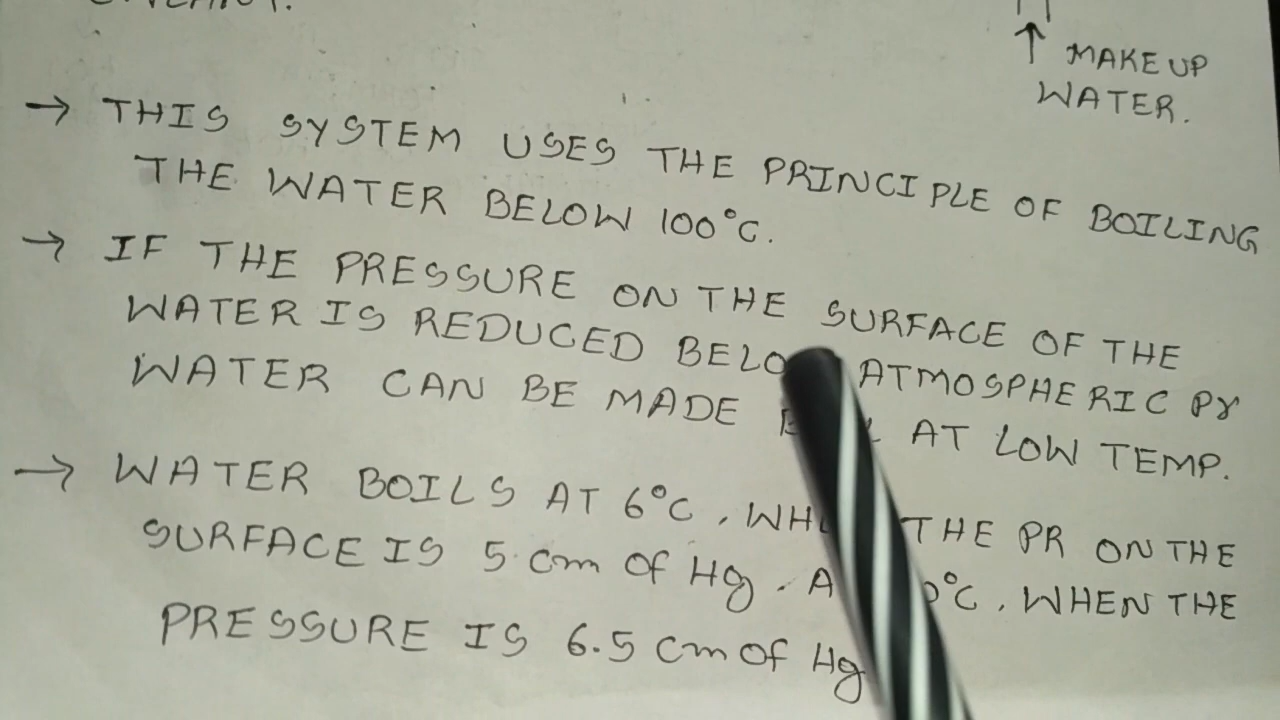 MAKE UP
WATER.
→ THIS SYSTEM USES THE PRINCIPLE OF BOILING
THE WATER BELOW 100°C.
→ IF THE PRESSURE ON THE SURFACE OF THE
WATER IS REDUCED ATMOSPHERIC Pr
WATER CAN BE MADE AT LOW TEMP.
→ WATER BOILS AT 6°C, THE PR ON THE
SURFACE IS 5 cm of Hg. WHEN THE
PRESSURE IS 6.5 cm of Hg